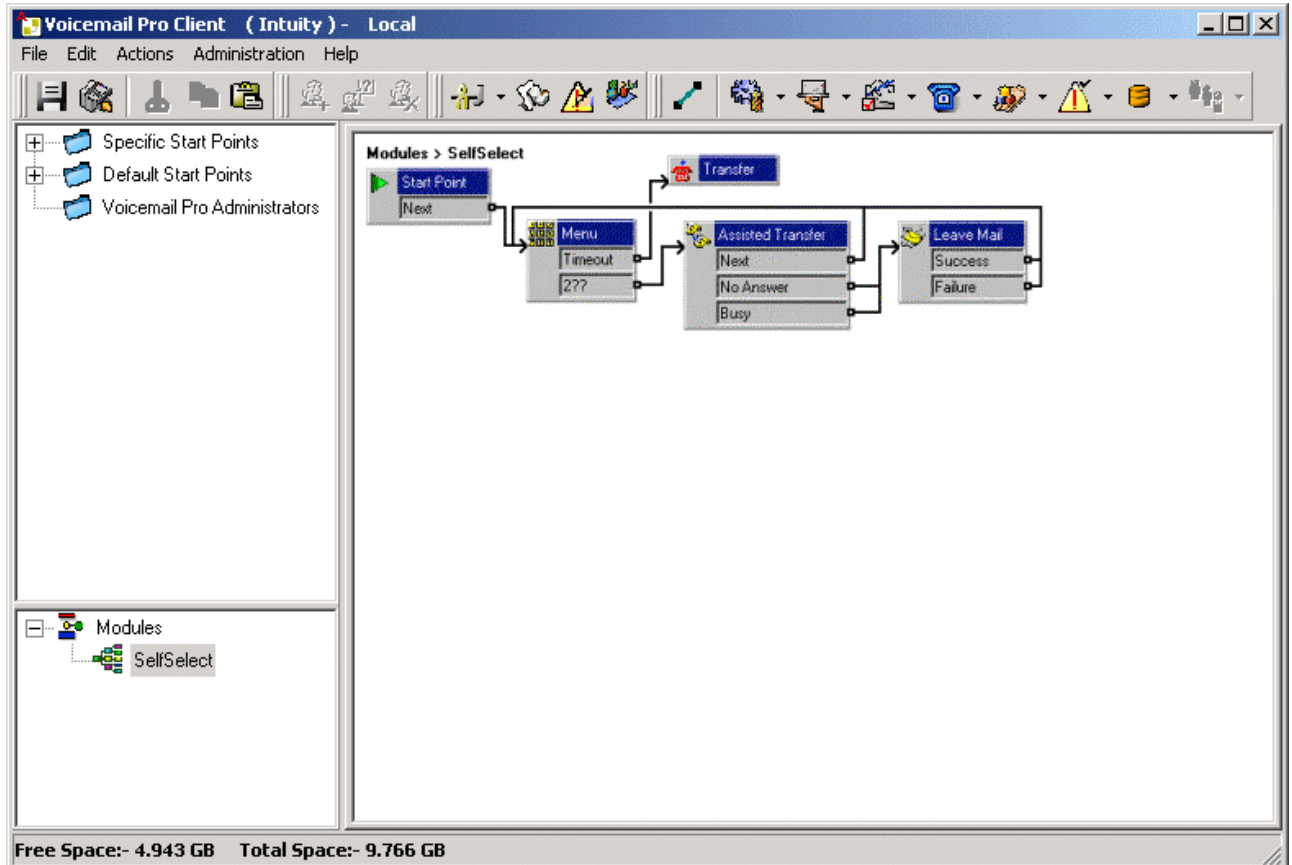 Voicemail Pro Client   ( Intuity ) -   Local
File Edit Actions Administration Help
Specific Start Points
Default Start Points
Voicemail Pro Administrators
Modules
SelfSelect
Modules > SelfSelect
Start Point
Next
Transfer
Menu
Timeout
2??
Assisted Transfer
Next
No Answer
Busy
Leave Mail
Success
Failure
Free Space:- 4.943 GB   Total Space:- 9.766 GB